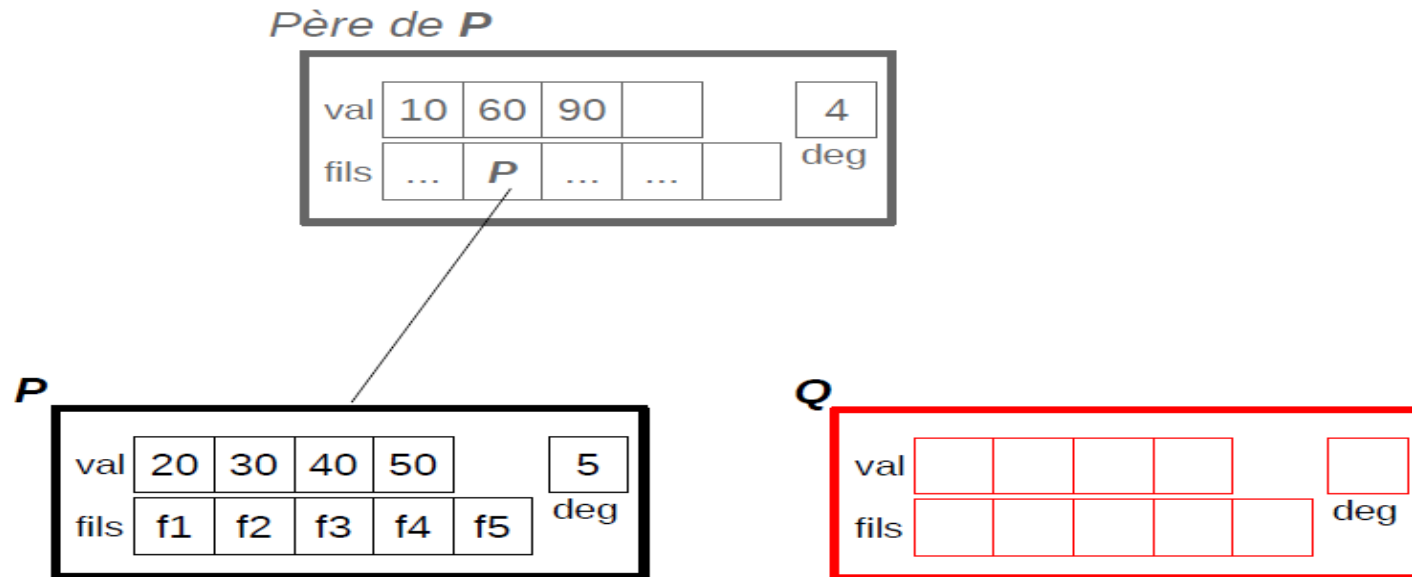 Père de P
val 10 60 90 4
fils ... P ... ... deg
P Q
val 20 30 40 50 5 val
fils f1 f2 f3 f4 f5 deg fils deg